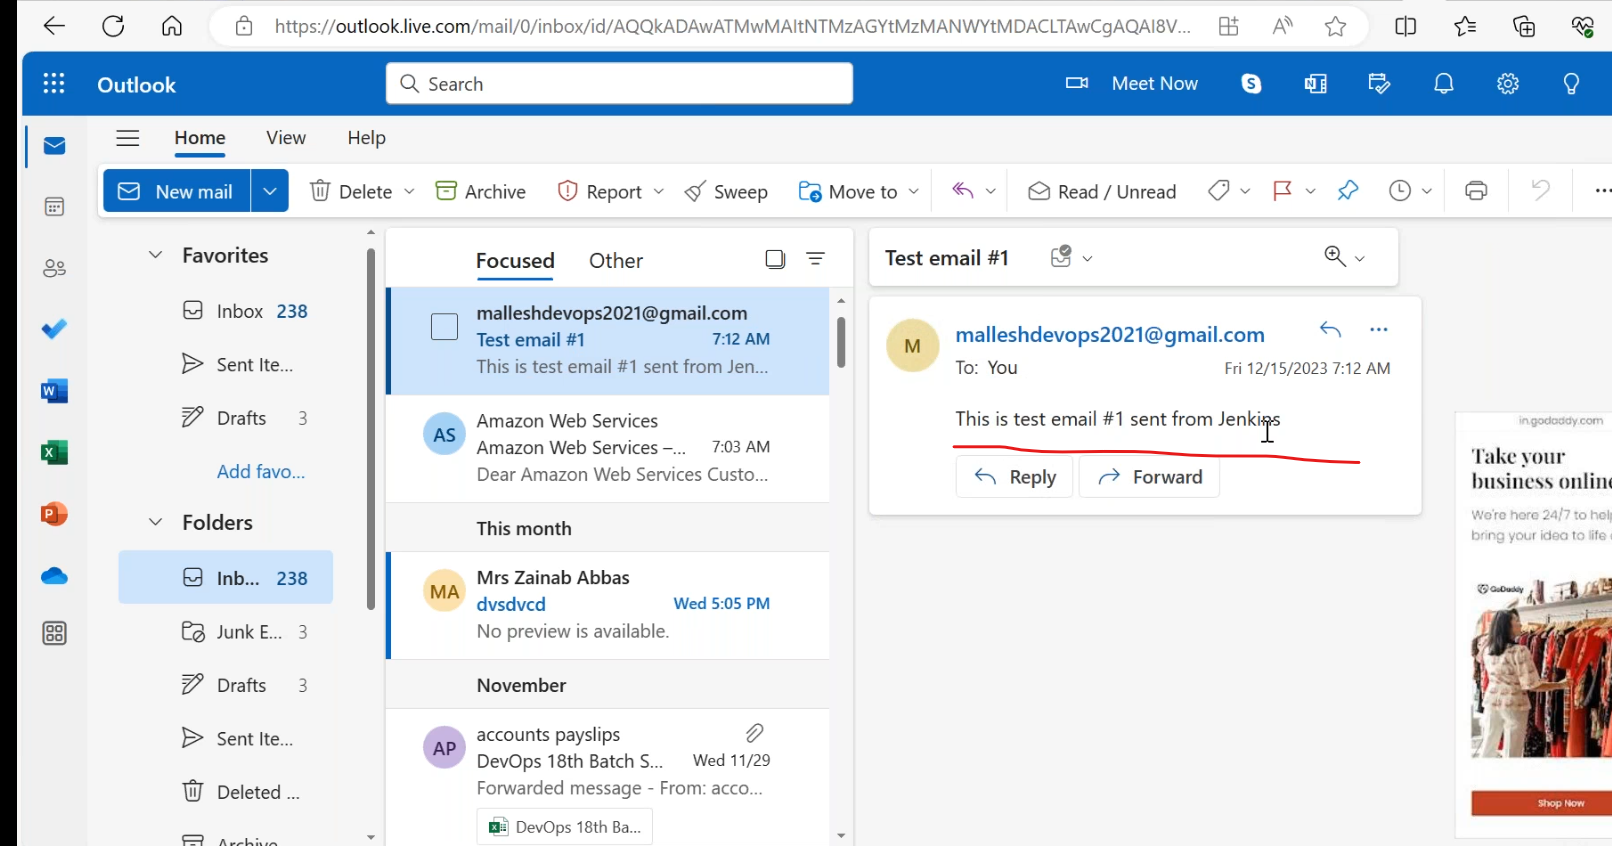 https://outlook.live.com/mail/0/inbox/id/AQQkADAwATMwMAItNTMzAGYtMzMANWYtMDACLTAwCgAQAI8V...
Outlook
Search
Meet Now
Home View Help
New mail Delete Archive Report Sweep Move to Read / Unread
Favorites
Inbox 238
Sent Ite...
Drafts 3
Add favo...
Folders
Inb... 238
Junk E... 3
Drafts 3
Sent Ite...
Deleted ...
Archive
Focused Other
malleshdevops2021@gmail.com
Test email #1 7:12 AM
This is test email #1 sent from Jen...
AS
Amazon Web Services
Amazon Web Services –... 7:03 AM
Dear Amazon Web Services Custo...
This month
MA
Mrs Zainab Abbas
dvsdvcd Wed 5:05 PM
No preview is available.
November
AP
accounts payslips
DevOps 18th Batch S... Wed 11/29
Forwarded message - From: acco...
DevOps 18th Ba...
Test email #1
M
malleshdevops2021@gmail.com
To: You Fri 12/15/2023 7:12 AM
This is test email #1 sent from Jenkins
Reply Forward
in.godaddy.com
Take your
business online
We're here 24/7 to help
bring your idea to life
GoDaddy
Shop Now